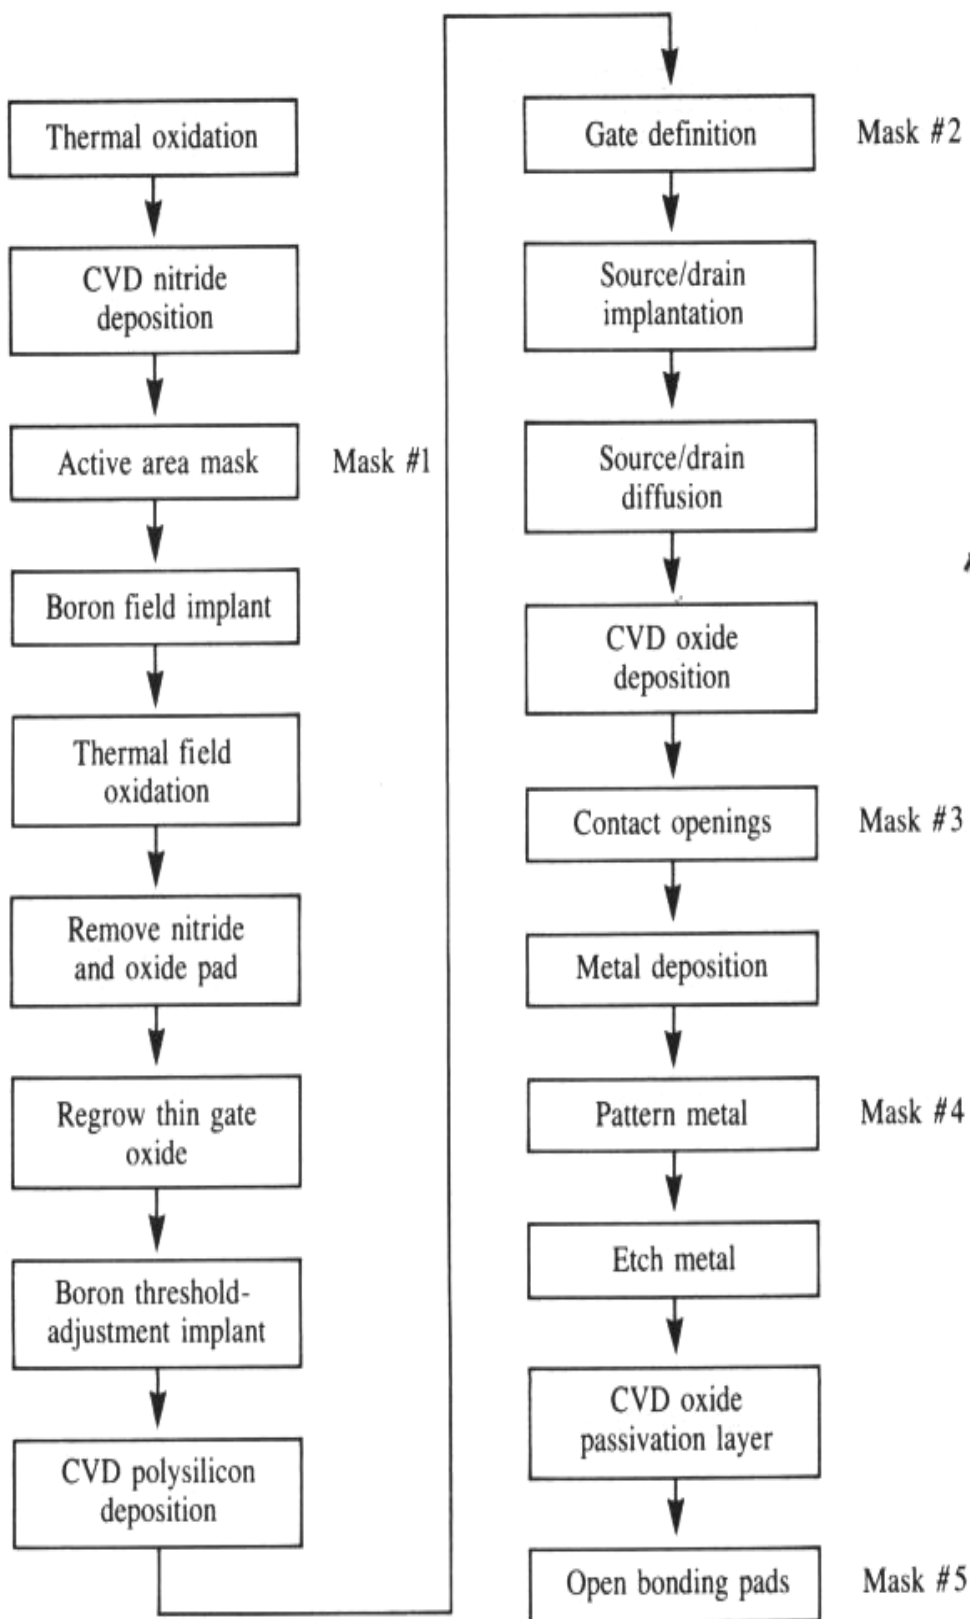 Thermal oxidation
CVD nitride
deposition
Active area mask
Mask #1
Boron field implant
Thermal field
oxidation
Remove nitride
and oxide pad
Regrow thin gate
oxide
Boron threshold-
adjustment implant
CVD polysilicon
deposition
Gate definition
Mask #2
Source/drain
implantation
Source/drain
diffusion
CVD oxide
deposition
Contact openings
Mask #3
Metal deposition
Pattern metal
Mask #4
Etch metal
CVD oxide
passivation layer
Open bonding pads
Mask #5